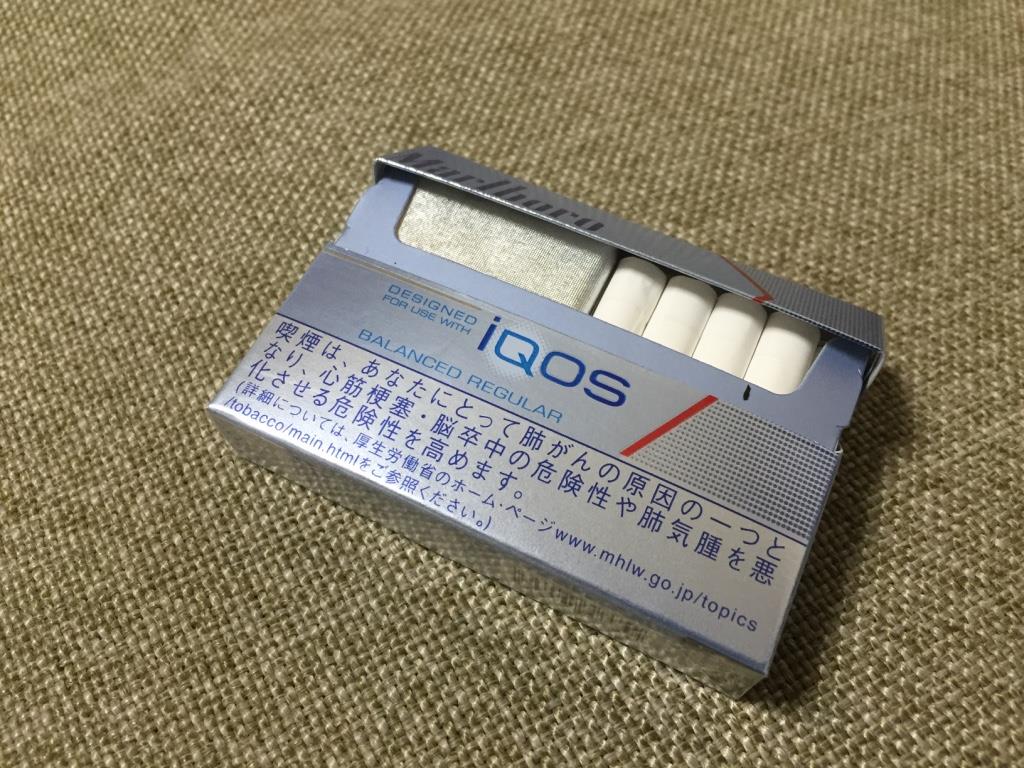 Marlboro
DESIGNED
FOR USE WITH
iQOS
BALANCED REGULAR
喫煙は、あなたにとって肺がんの原因の一つと
なり、心筋梗塞・脳卒中の危険性や肺気腫を悪
化させる危険性を高めます。
(詳細については、厚生労働省のホーム・ページwww.mhlw.go.jp/topics
/tobacco/main.htmlをご参照ください。)